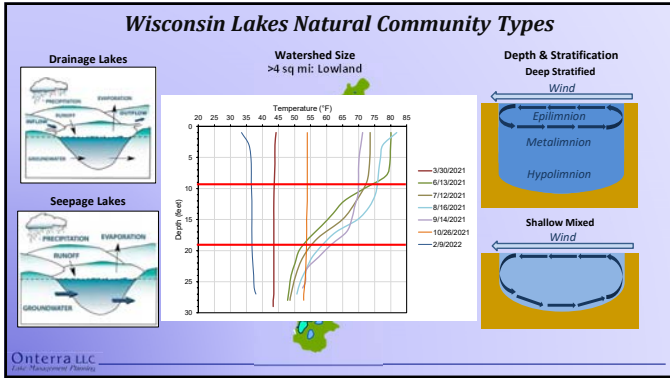 Wisconsin Lakes Natural Community Types
Drainage Lakes
PRECIPITATION
EVAPORATION
INFLOW
RUNOFF
OUTFLOW
GROUNDWATER
Seepage Lakes
PRECIPITATION
EVAPORATION
RUNOFF
GROUNDWATER
Watershed Size
>4 sq mi: Lowland
Temperature (°F)
20 25 30 35 40 45 50 55 60 65 70 75 80 85
Depth (feet)
0
5
10
15
20
25
30
3/30/2021
6/13/2021
7/12/2021
8/16/2021
9/14/2021
10/26/2021
2/9/2022
Depth & Stratification
Deep Stratified
Wind
Epilimnion
Metalimnion
Hypolimnion
Shallow Mixed
Wind
Onterra LLC
Lake Management Planning